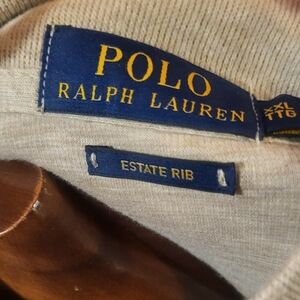 POLO
RALPH LAUREN
XXL
TTG
ESTATE RIB